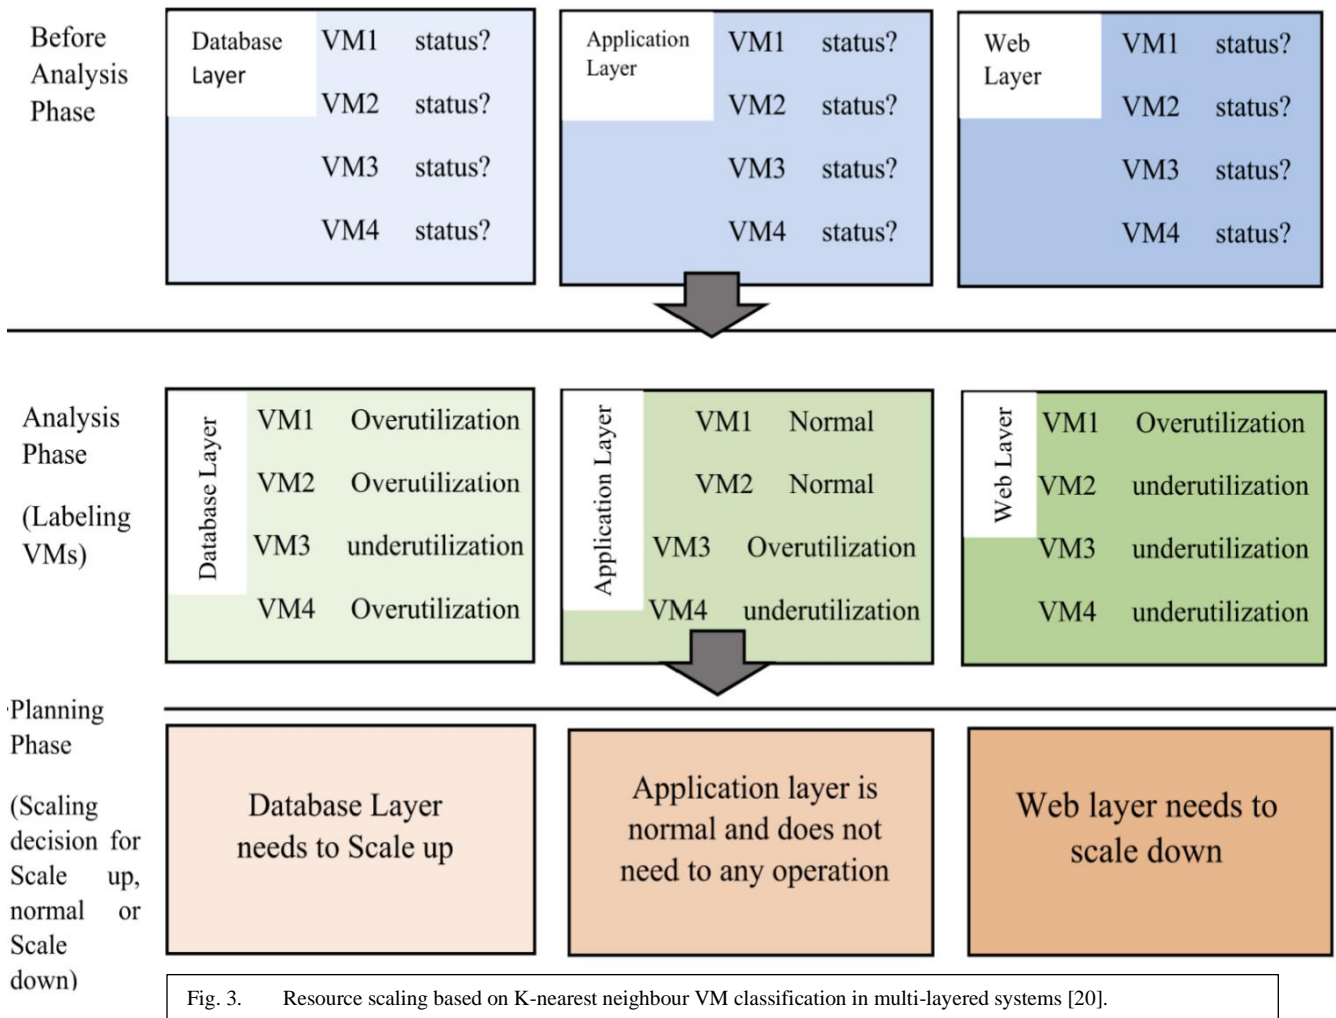 Before
Analysis
Phase
Database
Layer
VM1 status?
VM2 status?
VM3 status?
VM4 status?
Application
Layer
VM1 status?
VM2 status?
VM3 status?
VM4 status?
Web
Layer
VM1 status?
VM2 status?
VM3 status?
VM4 status?
Analysis
Phase
(Labeling
VMs)
Database Layer
VM1 Overutilization
VM2 Overutilization
VM3 underutilization
VM4 Overutilization
Application Layer
VM1 Normal
VM2 Normal
VM3 Overutilization
VM4 underutilization
Web Layer
VM1 Overutilization
VM2 underutilization
VM3 underutilization
VM4 underutilization
Planning
Phase
(Scaling
decision for
Scale up,
normal or
Scale
down)
Database Layer
needs to Scale up
Application layer is
normal and does not
need to any operation
Web layer needs to
scale down
Fig. 3. Resource scaling based on K-nearest neighbour VM classification in multi-layered systems [20].